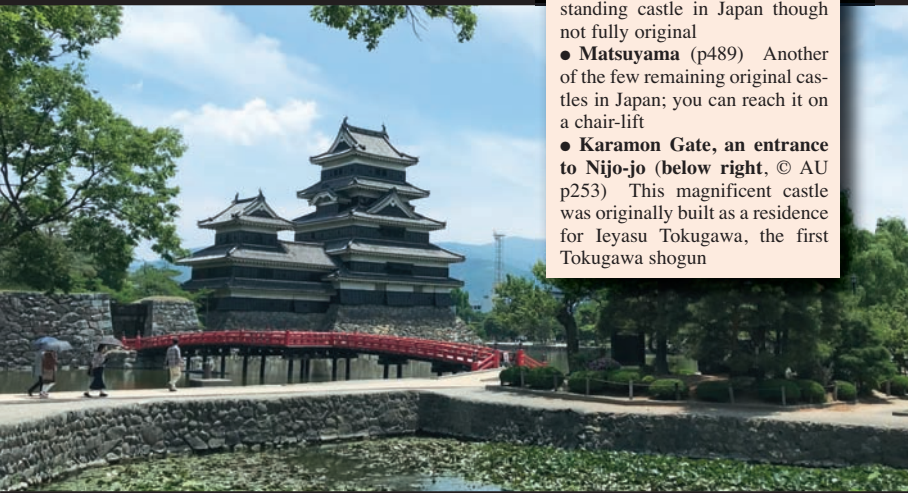 standing castle in Japan though
not fully original
● Matsuyama (p489) Another
of the few remaining original cas-
tles in Japan; you can reach it on
a chair-lift
● Karamon Gate, an entrance
to Nijo-jo (below right, © AU
p253) This magnificent castle
was originally built as a residence
for Ieyasu Tokugawa, the first
Tokugawa shogun